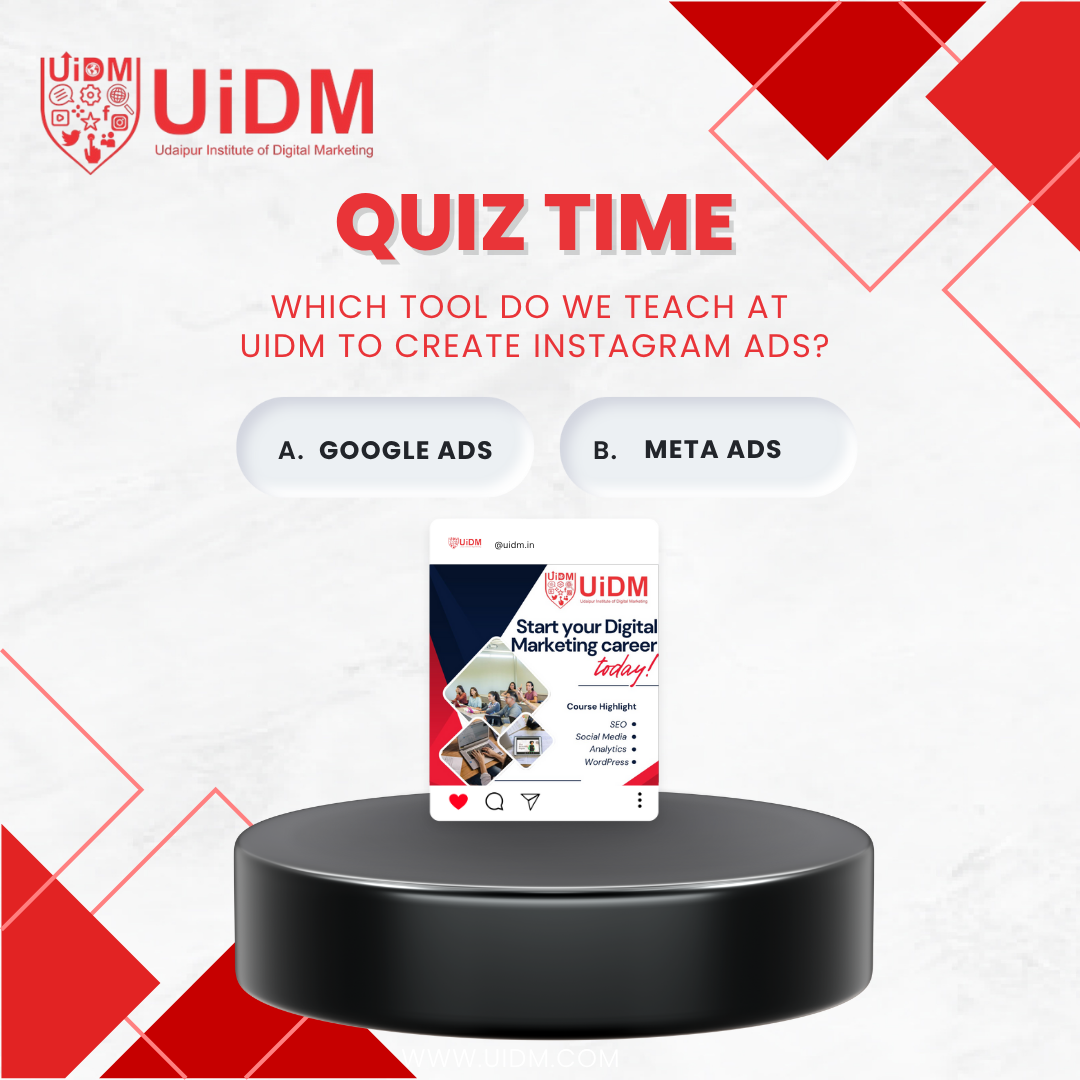 UiDM
UiDM
Udaipur Institute of Digital Marketing
QUIZ TIME
WHICH TOOL DO WE TEACH AT
UIDM TO CREATE INSTAGRAM ADS?
A. GOOGLE ADS
B. META ADS
UiDM
@uidm.in
UiDM
UiDM
Udaipur Institute of Digital Marketing
Start your Digital
Marketing career
today!
Course Highlight
SEO •
Social Media •
Analytics •
WordPress •
WWW.UIDM.COM